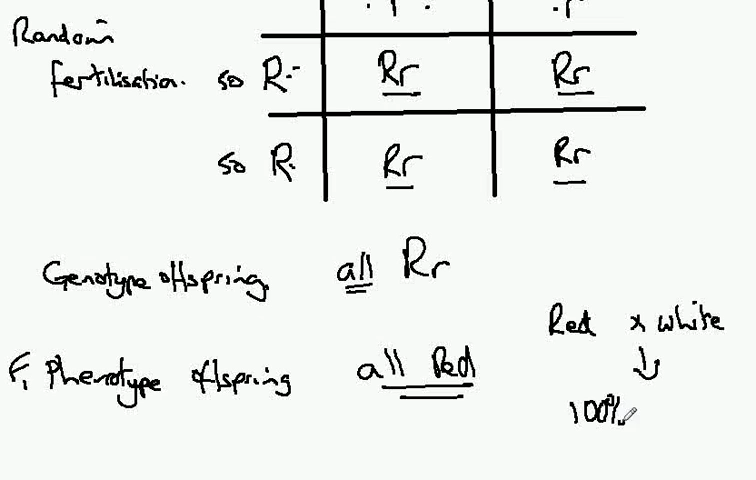 Random
fertilisation. so R. Rr Rr
so R. Rr Rr
Genotype offspring. all Rr
Red x white
F1 Phenotype offspring all Red
100%